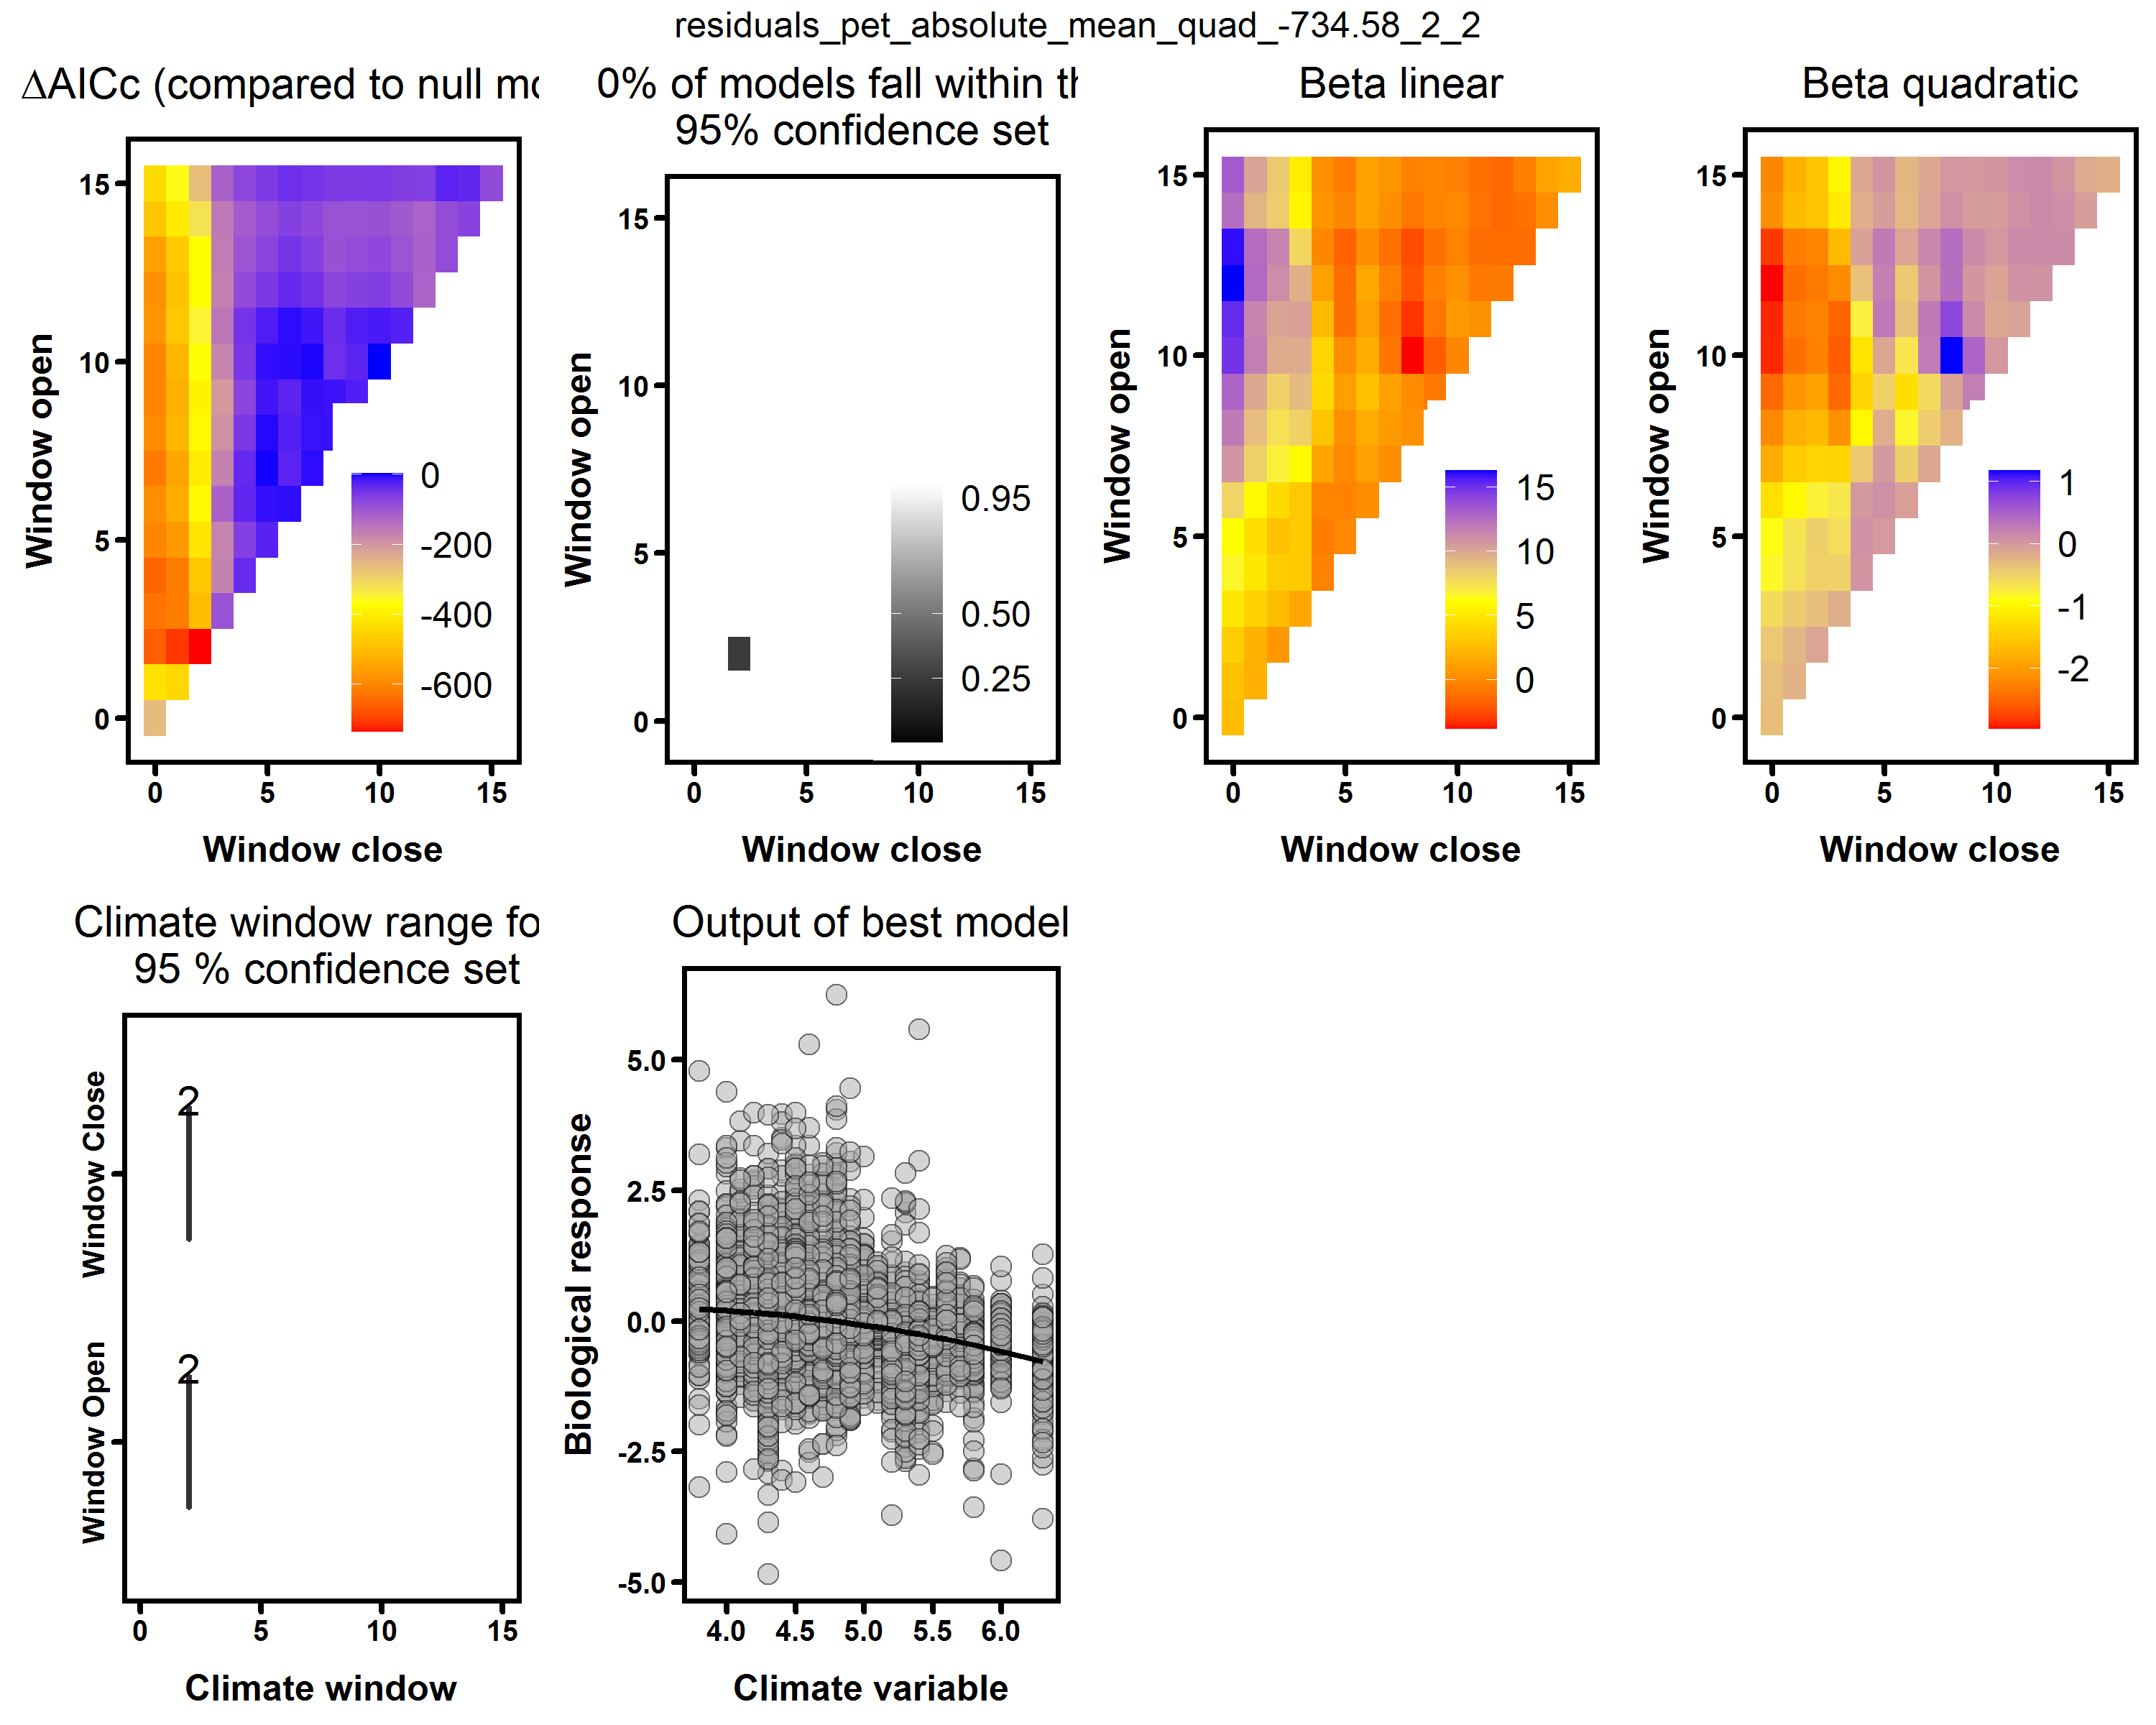 residuals_pet_absolute_mean_quad_-734.58_2_2
ΔAICc (compared to null mo
15
10
5
0
0
-200
-400
-600
0 5 10 15
Window open
Window close
0% of models fall within th
95% confidence set
15
10
5
0
0.95
0.50
0.25
0 5 10 15
Window open
Window close
Beta linear
15
10
5
0
15
10
5
0
0 5 10 15
Window open
Window close
Beta quadratic
15
10
5
0
1
0
-1
-2
0 5 10 15
Window open
Window close
Climate window range fo
95 % confidence set
Window Close
2
Window Open
2
0 5 10 15
Climate window
Output of best model
5.0
2.5
0.0
-2.5
-5.0
Biological response
4.0 4.5 5.0 5.5 6.0
Climate variable